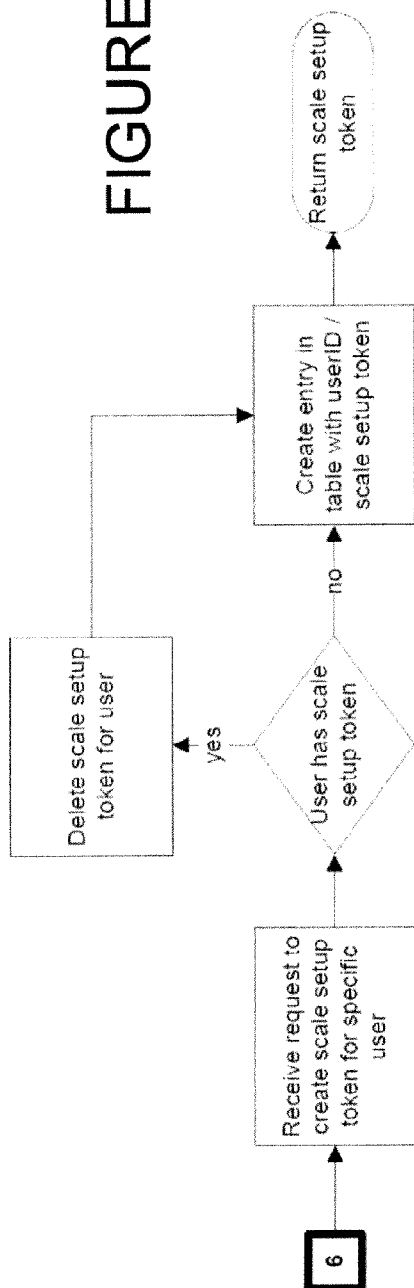 FIGURE
6
Receive request to
create scale setup
token for specific
user
User has scale
setup token
yes
Delete scale setup
token for user
no
Create entry in
table with userID /
scale setup token
Return scale setup
token